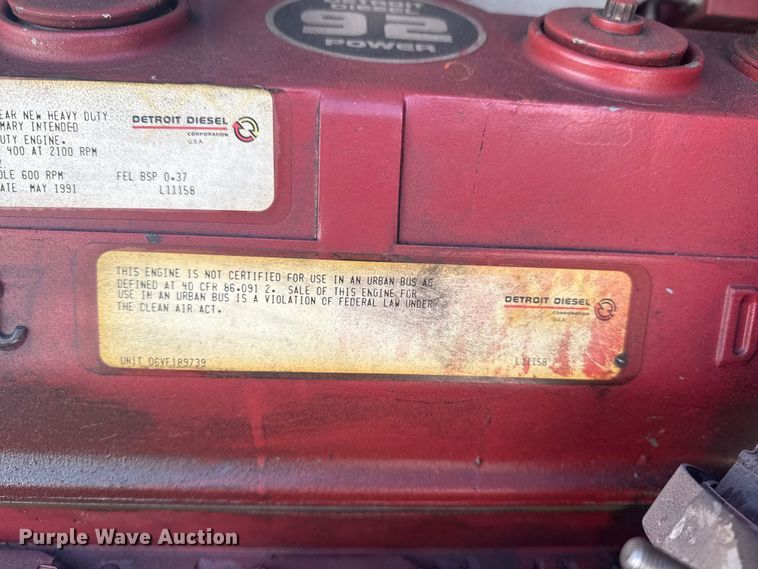 DETROIT
DIESEL
92
POWER
EAR NEW HEAVY DUTY
MARY INTENDED
UTY ENGINE.
400 AT 2100 RPM
DLE 600 RPM FEL BSP 0.37
ATE MAY 1991 L11158
DETROIT DIESEL
CORPORATION
U.S.A.
THIS ENGINE IS NOT CERTIFIED FOR USE IN AN URBAN BUS AS
DEFINED AT 40 CFR 86.091 2. SALE OF THIS ENGINE FOR
USE IN AN URBAN BUS IS A VIOLATION OF FEDERAL LAW UNDER
THE CLEAN AIR ACT.
DETROIT DIESEL
CORPORATION
U.S.A.
UNIT 06VF189739 L11158
D
Purple Wave Auction